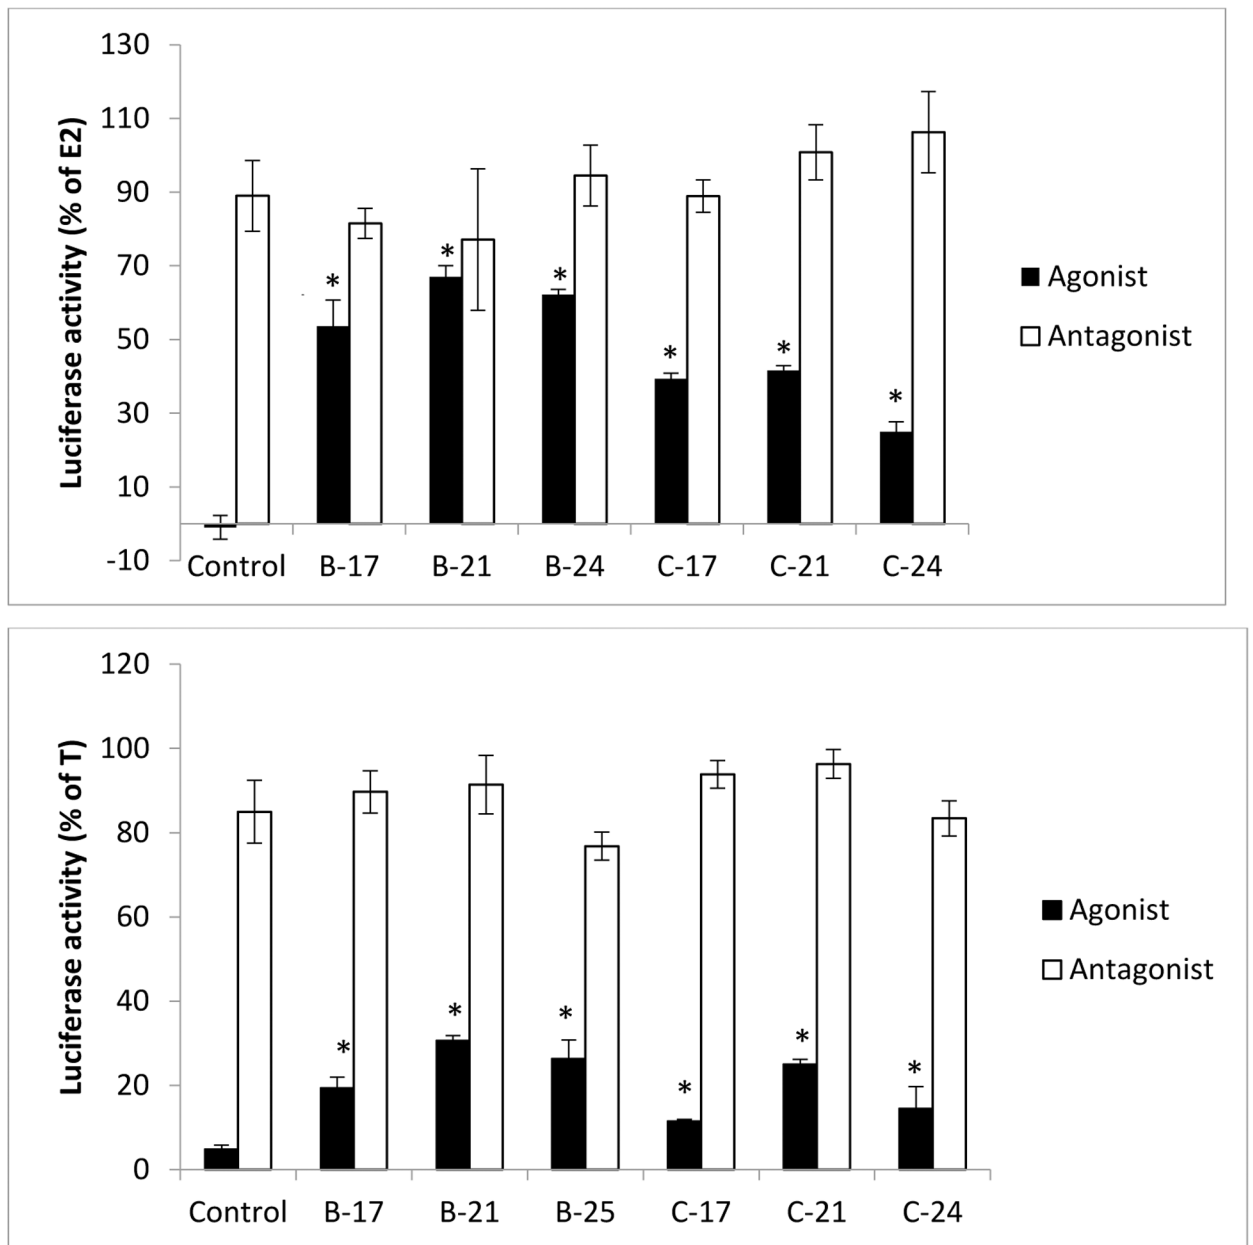 130
110
90
70
50
30
10
-10
Luciferase activity (% of E2)
* * * * * *
Control B-17 B-21 B-24 C-17 C-21 C-24
Agonist
Antagonist
120
100
80
60
40
20
0
Luciferase activity (% of T)
* * * * * *
Control B-17 B-21 B-25 C-17 C-21 C-24
Agonist
Antagonist